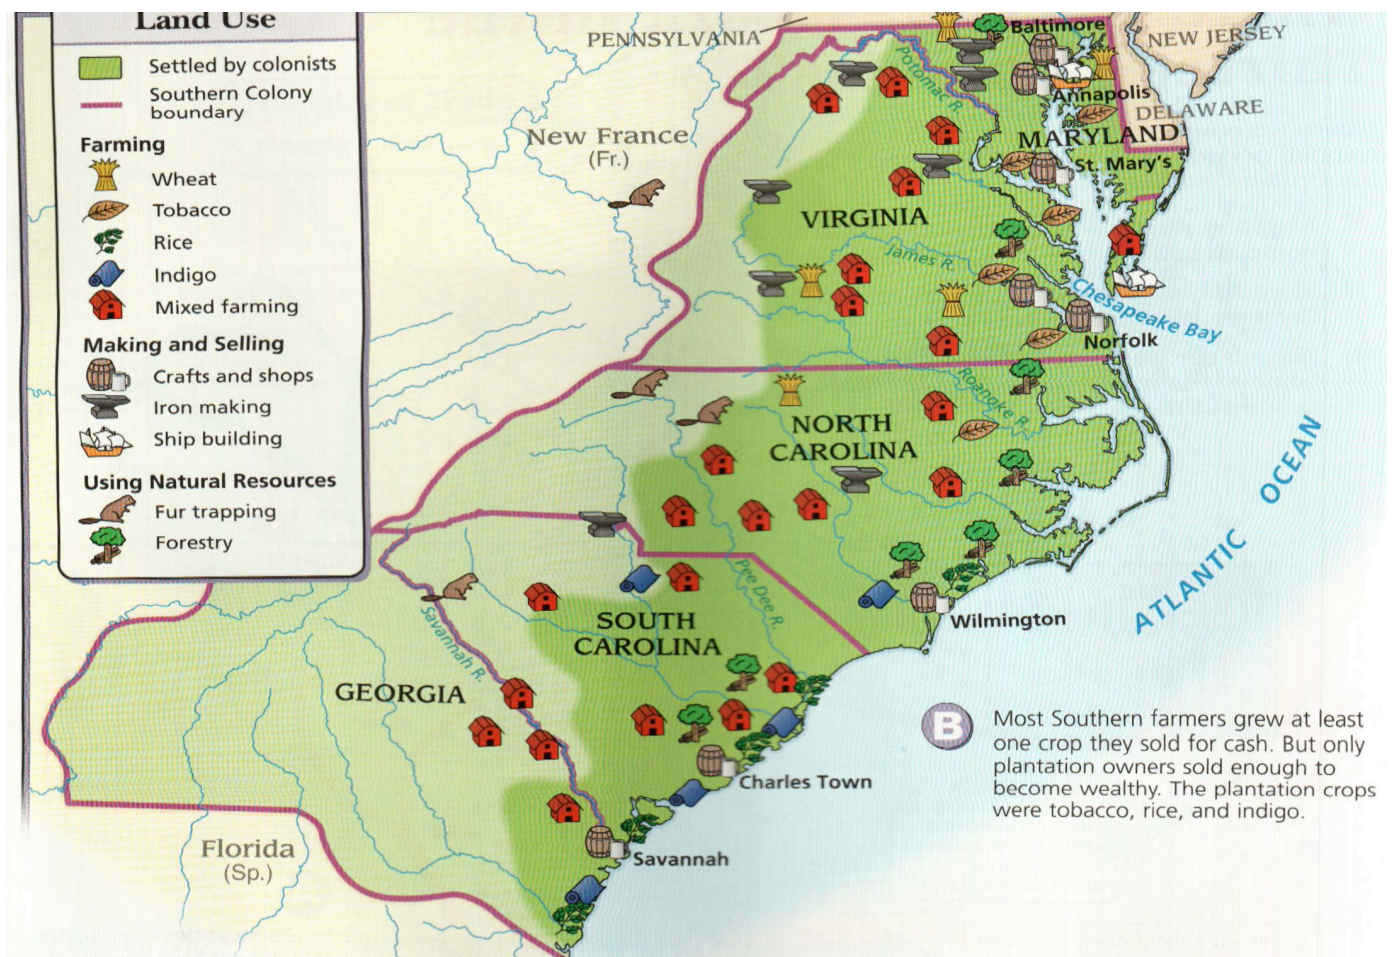 Land Use
Settled by colonists
Southern Colony
boundary
Farming
Wheat
Tobacco
Rice
Indigo
Mixed farming
Making and Selling
Crafts and shops
Iron making
Ship building
Using Natural Resources
Fur trapping
Forestry
PENNSYLVANIA
NEW JERSEY
Baltimore
Potomac R.
Annapolis
DELAWARE
MARYLAND
New France
(Fr.)
St. Mary's
VIRGINIA
James R.
Chesapeake Bay
Norfolk
Roanoke R.
NORTH
CAROLINA
ATLANTIC OCEAN
Pee Dee R.
Wilmington
SOUTH
CAROLINA
Savannah R.
GEORGIA
Charles Town
Savannah
Florida
(Sp.)
B
Most Southern farmers grew at least
one crop they sold for cash. But only
plantation owners sold enough to
become wealthy. The plantation crops
were tobacco, rice, and indigo.